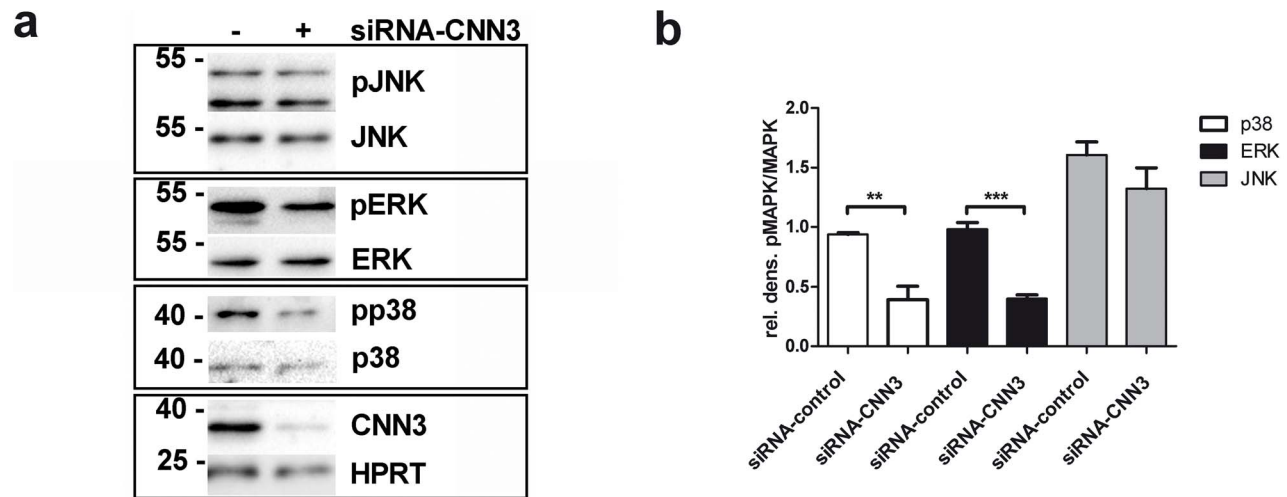 a
- + siRNA-CNN3
55 - pJNK
55 - JNK
55 - pERK
55 - ERK
40 - pp38
40 - p38
40 - CNN3
25 - HPRT
b
rel. dens. pMAPK/MAPK
2.0
1.5
1.0
0.5
0.0
** ***
p38
ERK
JNK
siRNA-control
siRNA-CNN3
siRNA-control
siRNA-CNN3
siRNA-control
siRNA-CNN3